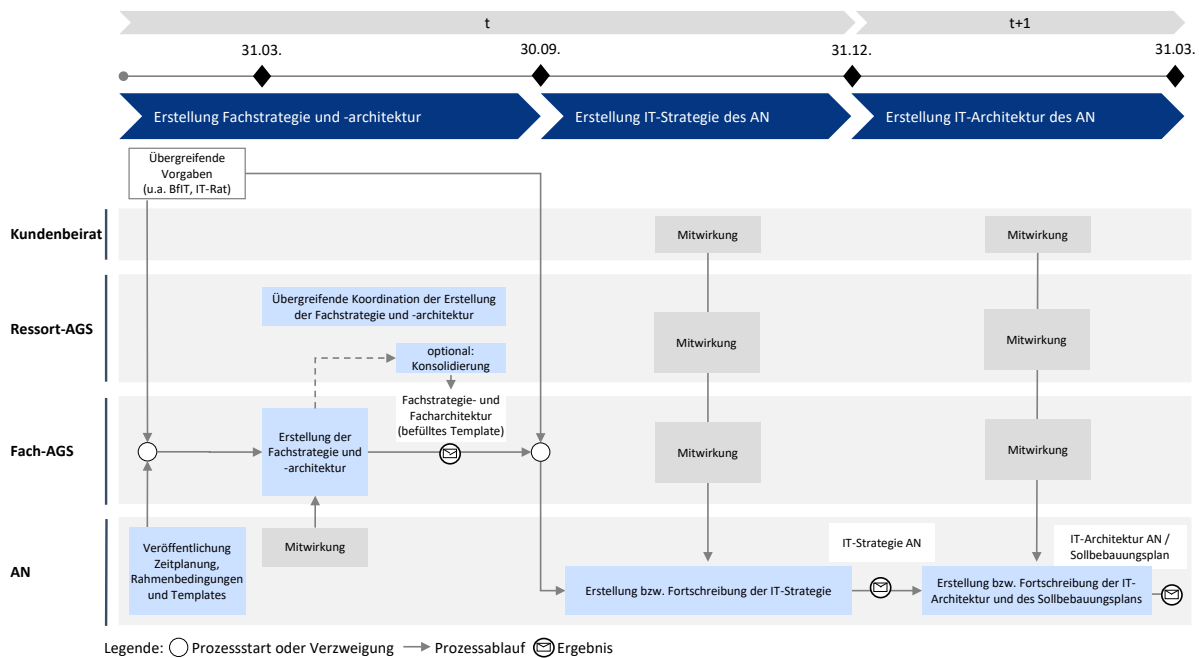 t
t+1
31.03.
30.09.
31.12.
31.03.
Erstellung Fachstrategie und -architektur
Erstellung IT-Strategie des AN
Erstellung IT-Architektur des AN
Übergreifende
Vorgaben
(u.a. BfIT, IT-Rat)
Kundenbeirat
Mitwirkung
Mitwirkung
Ressort-AGS
Übergreifende Koordination der Erstellung
der Fachstrategie und -architektur
optional:
Konsolidierung
Mitwirkung
Mitwirkung
Fach-AGS
Erstellung der
Fachstrategie und
-architektur
Fachstrategie- und
Facharchitektur
(befülltes Template)
Mitwirkung
Mitwirkung
AN
Veröffentlichung
Zeitplanung,
Rahmenbedingungen
und Templates
Mitwirkung
Erstellung bzw. Fortschreibung der IT-Strategie
IT-Strategie AN
Erstellung bzw. Fortschreibung der IT-
Architektur und des Sollbebauungsplans
IT-Architektur AN /
Sollbebauungsplan
Legende: Prozessstart oder Verzweigung Prozessablauf Ergebnis